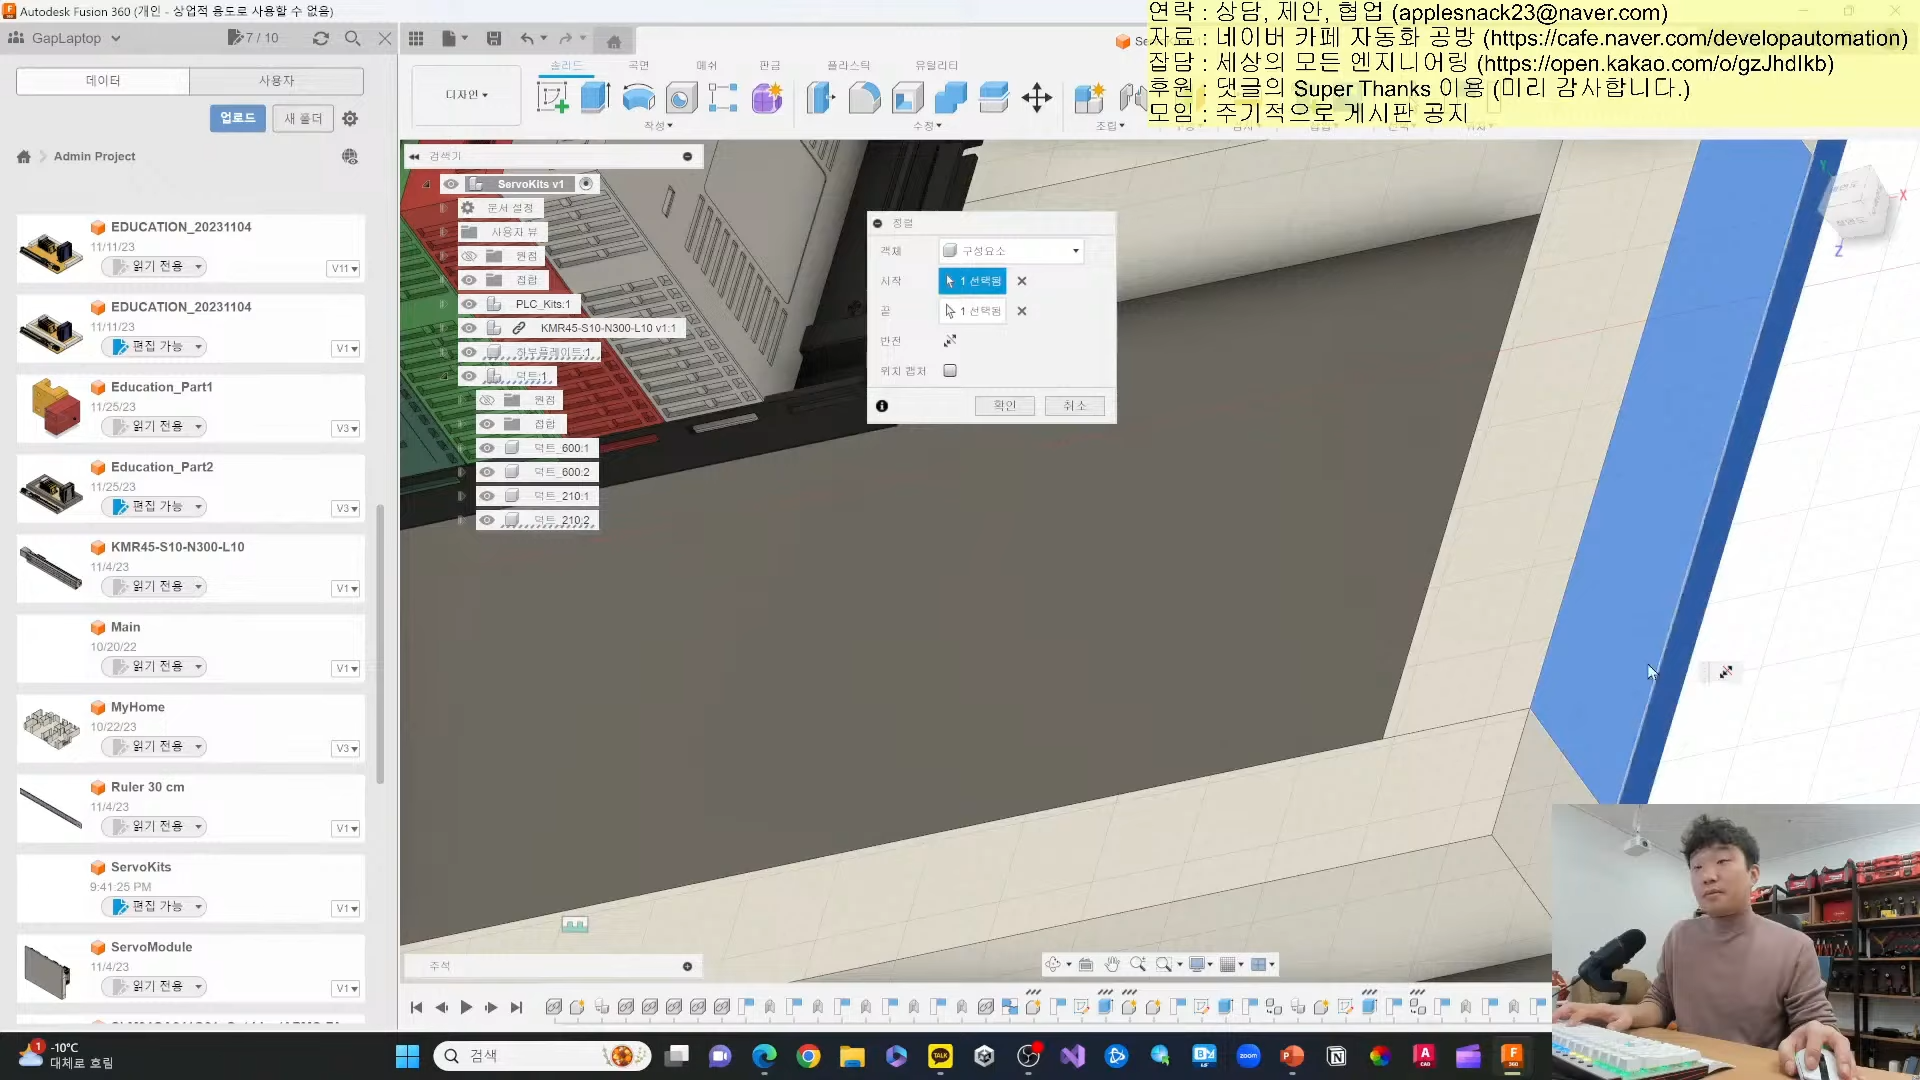 Autodesk Fusion 360 (개인 - 상업적 용도로 사용할 수 없음)
연락 : 상담, 제안, 협업 (applesnack23@naver.com)
자료 : 네이버 카페 자동화 공방 (https://cafe.naver.com/developautomation)
잡담 : 세상의 모든 엔지니어링 (https://open.kakao.com/o/gzJhdIkb)
후원 : 댓글의 Super Thanks 이용 (미리 감사합니다.)
모임 : 주기적으로 게시판 공지
GapLaptop
7 / 10
데이터
사용자
업로드
새 폴더
Admin Project
솔리드
곡면
메쉬
판금
플라스틱
유틸리티
디자인
작성
수정
조립
검색기
ServoKits v1
문서 설정
사용자 뷰
원점
접합
PLC_Kits:1
KMR45-S10-N300-L10 v1:1
하부플레이트:1
덕트:1
원점
접합
덕트_600:1
덕트_600:2
덕트_210:1
덕트_210:2
정렬
객체
구성요소
시작
1 선택됨
끝
1 선택됨
반전
위치 캡처
확인
취소
Y
X
Z
EDUCATION_20231104
11/11/23
읽기 전용
V11
EDUCATION_20231104
11/11/23
편집 가능
V1
Education_Part1
11/25/23
읽기 전용
V3
Education_Part2
11/25/23
편집 가능
V3
KMR45-S10-N300-L10
11/4/23
읽기 전용
V1
Main
10/20/22
읽기 전용
V1
MyHome
10/22/23
읽기 전용
V3
Ruler 30 cm
11/4/23
읽기 전용
V1
ServoKits
9:41:25 PM
편집 가능
V1
ServoModule
11/4/23
읽기 전용
V1
주석
1
-10°C
대체로 흐림
검색
TALK
zoom